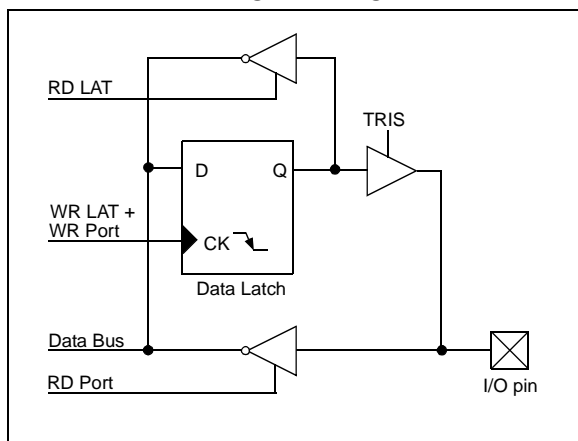 RD LAT
TRIS
D
Q
WR LAT +
WR Port
CK
Data Latch
Data Bus
RD Port
I/O pin